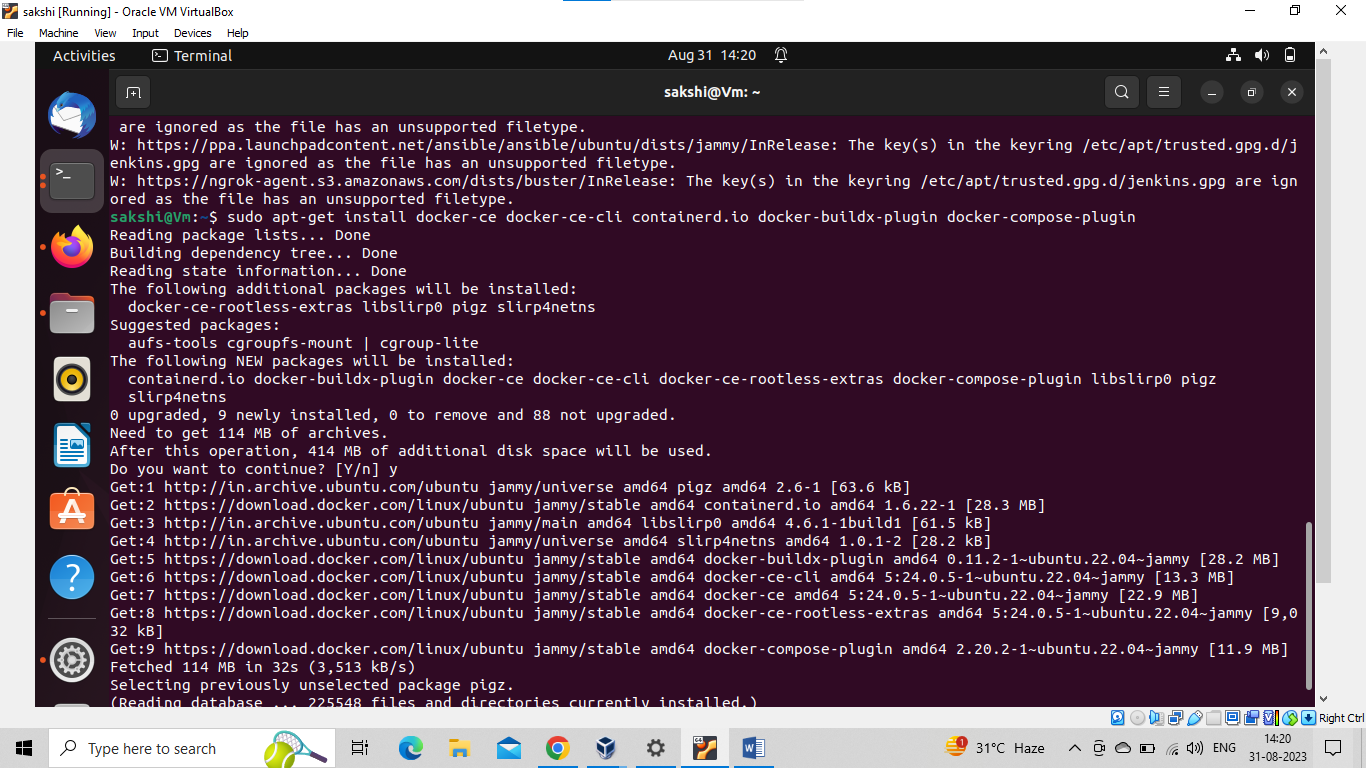 sakshi [Running] - Oracle VM VirtualBox
File Machine View Input Devices Help
Activities Terminal Aug 31 14:20
sakshi@Vm: ~
are ignored as the file has an unsupported filetype.
W: https://ppa.launchpadcontent.net/ansible/ansible/ubuntu/dists/jammy/InRelease: The key(s) in the keyring /etc/apt/trusted.gpg.d/j
enkins.gpg are ignored as the file has an unsupported filetype.
W: https://ngrok-agent.s3.amazonaws.com/dists/buster/InRelease: The key(s) in the keyring /etc/apt/trusted.gpg.d/jenkins.gpg are ign
ored as the file has an unsupported filetype.
sakshi@Vm:~$ sudo apt-get install docker-ce docker-ce-cli containerd.io docker-buildx-plugin docker-compose-plugin
Reading package lists... Done
Building dependency tree... Done
Reading state information... Done
The following additional packages will be installed:
docker-ce-rootless-extras libslirp0 pigz slirp4netns
Suggested packages:
aufs-tools cgroupfs-mount | cgroup-lite
The following NEW packages will be installed:
containerd.io docker-buildx-plugin docker-ce docker-ce-cli docker-ce-rootless-extras docker-compose-plugin libslirp0 pigz
slirp4netns
0 upgraded, 9 newly installed, 0 to remove and 88 not upgraded.
Need to get 114 MB of archives.
After this operation, 414 MB of additional disk space will be used.
Do you want to continue? [Y/n] y
Get:1 http://in.archive.ubuntu.com/ubuntu jammy/universe amd64 pigz amd64 2.6-1 [63.6 kB]
Get:2 https://download.docker.com/linux/ubuntu jammy/stable amd64 containerd.io amd64 1.6.22-1 [28.3 MB]
Get:3 http://in.archive.ubuntu.com/ubuntu jammy/main amd64 libslirp0 amd64 4.6.1-1build1 [61.5 kB]
Get:4 http://in.archive.ubuntu.com/ubuntu jammy/universe amd64 slirp4netns amd64 1.0.1-2 [28.2 kB]
Get:5 https://download.docker.com/linux/ubuntu jammy/stable amd64 docker-buildx-plugin amd64 0.11.2-1~ubuntu.22.04~jammy [28.2 MB]
Get:6 https://download.docker.com/linux/ubuntu jammy/stable amd64 docker-ce-cli amd64 5:24.0.5-1~ubuntu.22.04~jammy [13.3 MB]
Get:7 https://download.docker.com/linux/ubuntu jammy/stable amd64 docker-ce amd64 5:24.0.5-1~ubuntu.22.04~jammy [22.9 MB]
Get:8 https://download.docker.com/linux/ubuntu jammy/stable amd64 docker-ce-rootless-extras amd64 5:24.0.5-1~ubuntu.22.04~jammy [9,0
32 kB]
Get:9 https://download.docker.com/linux/ubuntu jammy/stable amd64 docker-compose-plugin amd64 2.20.2-1~ubuntu.22.04~jammy [11.9 MB]
Fetched 114 MB in 32s (3,513 kB/s)
Selecting previously unselected package pigz.
(Reading database ... 225548 files and directories currently installed.)
Right Ctrl
Type here to search
1 31°C Haze ENG 14:20
31-08-2023